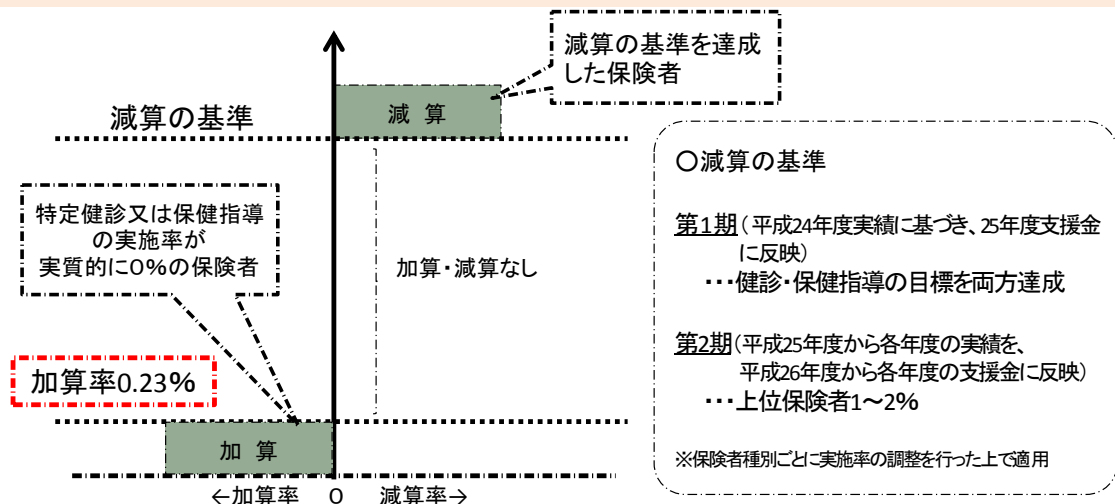 減算の基準を達成
した保険者
減 算
減算の基準
特定健診又は保健指導
の実施率が
実質的に0%の保険者
加算・減算なし
加算率0.23%
加 算
←加算率 0 減算率→
○減算の基準
第1期(平成24年度実績に基づき、25年度支援金
に反映)
・・・健診・保健指導の目標を両方達成
第2期(平成25年度から各年度の実績を、
平成26年度から各年度の支援金に反映)
・・・上位保険者1～2%
※保険者種別ごとに実施率の調整を行った上で適用